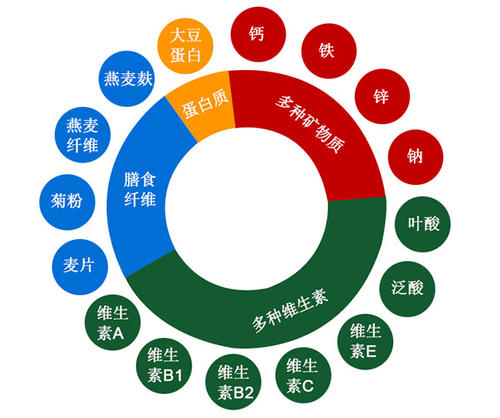 大豆
蛋白
钙
铁
锌
钠
叶酸
泛酸
维生
素E
维生
素C
维生
素B2
维生
素B1
维生
素A
麦片
菊粉
燕麦
纤维
燕麦麸
蛋白质
多种矿物质
多种维生素
膳食
纤维